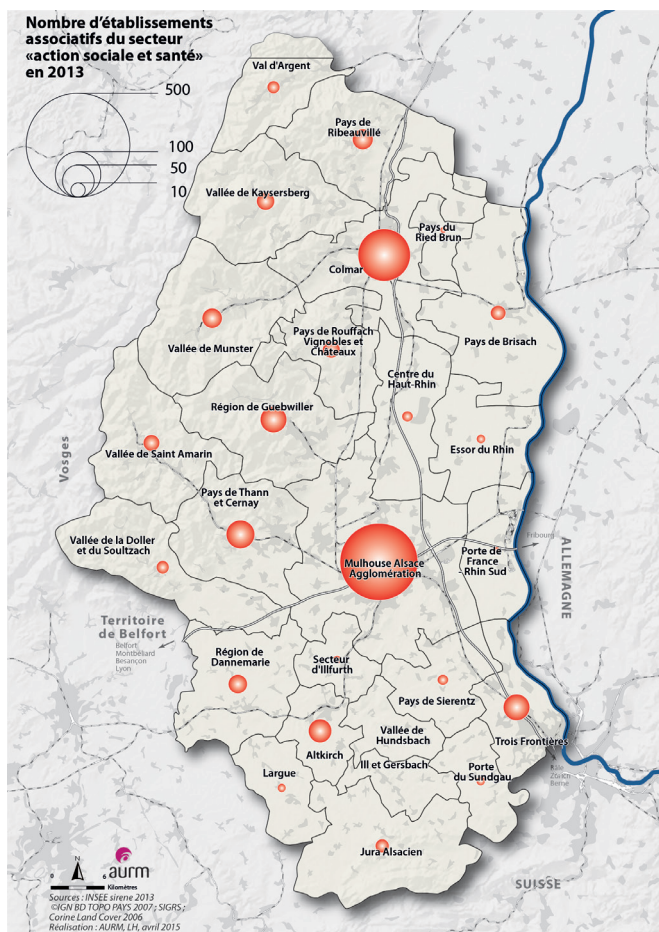 Nombre d'établissements
associatifs du secteur
«action sociale et santé»
en 2013
500
100
50
10
Val d'Argent
Pays de
Ribeauvillé
Vallée de Kaysersberg
Pays du
Ried Brun
Colmar
Vallée de Munster
Pays de Rouffach
Vignobles et
Châteaux
Pays de Brisach
Centre du
Haut-Rhin
Région de Guebwiller
Essor du Rhin
Vallée de Saint Amarin
Vosges
Pays de Thann
et Cernay
Vallée de la Doller
et du Soultzach
Mulhouse Alsace
Agglomération
Porte de
France
Rhin Sud
Fribourg
ALLEMAGNE
Territoire
de Belfort
Belfort
Montbéliard
Besançon
Lyon
Région de
Dannemarie
Secteur
d'Illfurth
Pays de Sierentz
Trois Frontières
Altkirch
Vallée de
Hundsbach
Ill et Gersbach
Largue
Porte
du Sundgau
Zürich
Berne
Jura Alsacien
SUISSE
aurm
N
0 6
Kilomètres
Sources : INSEE sirene 2013
©IGN BD TOPO PAYS 2007 ; SIGRS ;
Corine Land Cover 2006
Réalisation : AURM, LH, avril 2015